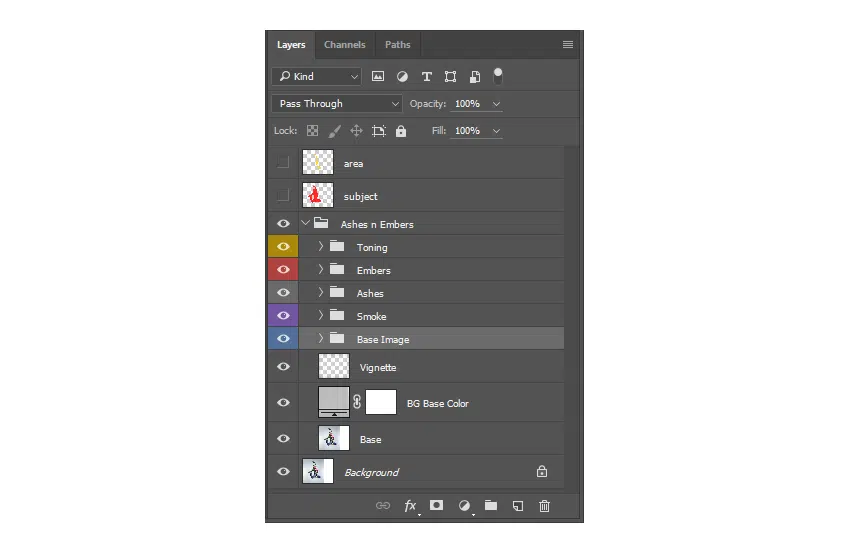 Layers Channels Paths
Kind
Pass Through Opacity: 100%
Lock: Fill: 100%
area
subject
Ashes n Embers
Toning
Embers
Ashes
Smoke
Base Image
Vignette
BG Base Color
Base
Background
fx